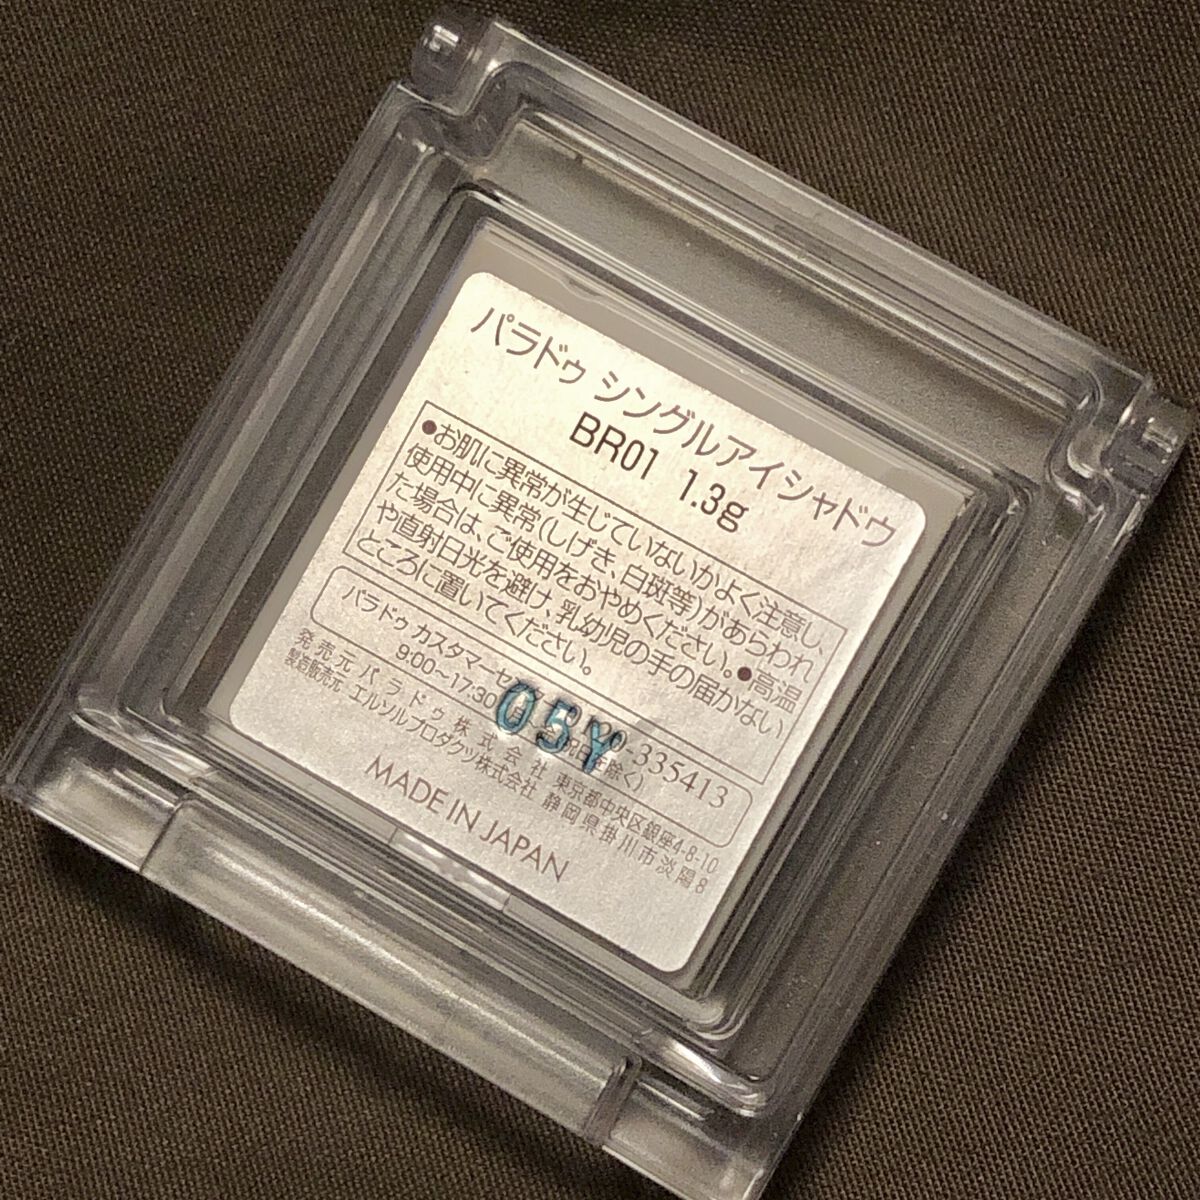 パラドゥ シングルアイシャドウ
BR01 1.3g
●お肌に異常が生じていないかよく注意し、
使用中に異常(しげき、白斑等)があらわれ
た場合は、ご使用をおやめください。●高温
や直射日光を避け、乳幼児の手の届かない
ところに置いてください。
パラドゥ カスタマーセ 0120-335413
9:00～17:30 除く)
05Y
発売元 パラドゥ株式会社 東京都中央区銀座4-8-10
製造販売元 エルソルプロダクツ株式会社 静岡県掛川市淡陽8
MADE IN JAPAN